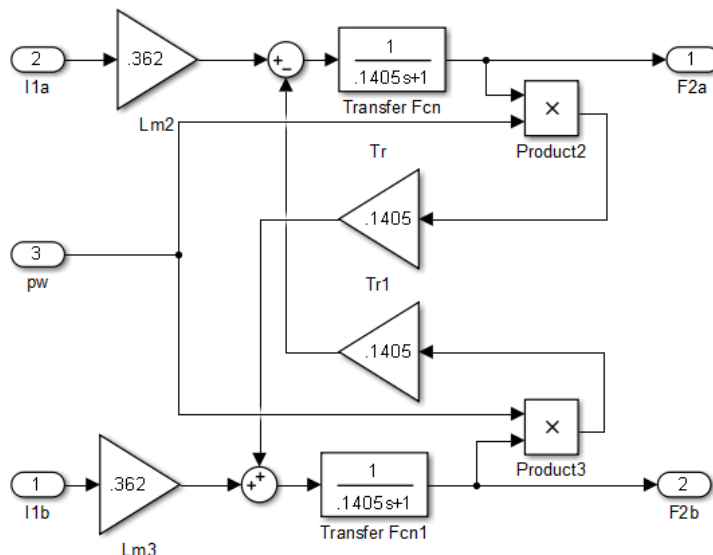 2
I1a
.362
Lm2
+
−
1
.1405s+1
Transfer Fcn
×
Product2
1
F2a
Tr
.1405
3
pw
Tr1
.1405
×
Product3
1
I1b
.362
Lm3
+
+
1
.1405s+1
Transfer Fcn1
2
F2b